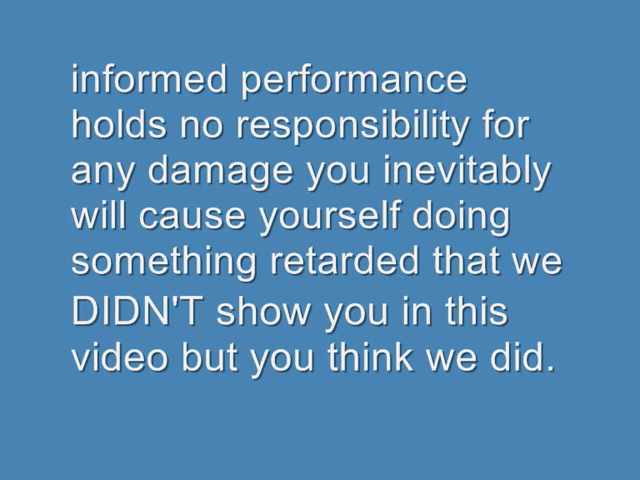 informed performance
holds no responsibility for
any damage you inevitably
will cause yourself doing
something retarded that we
DIDN'T show you in this
video but you think we did.